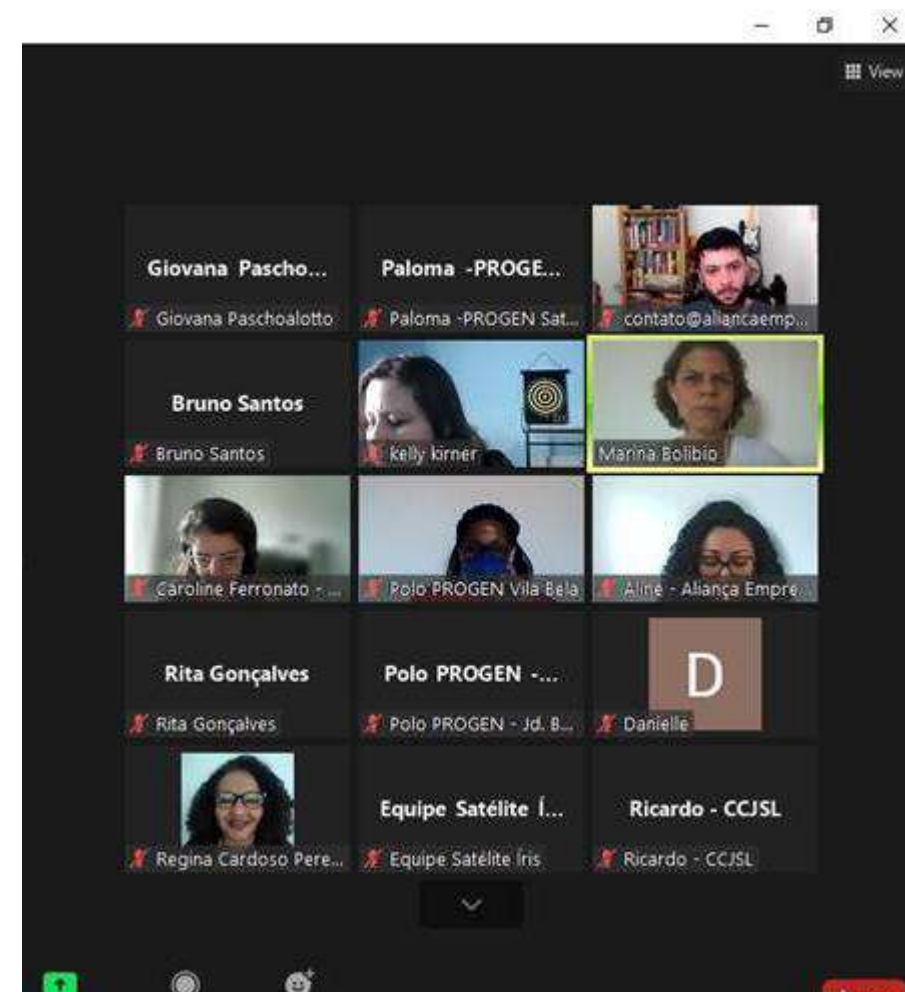 View
Giovana Pascho...
Paloma -PROGE...
Giovana Paschoalotto
Paloma -PROGEN Sat...
contato@aliancaemp...
Bruno Santos
Bruno Santos
kelly kirner
Marina Bolibio
Caroline Ferronato - ...
Polo PROGEN Vila Bela
Aline - Aliança Empre...
Rita Gonçalves
Polo PROGEN -...
D
Rita Gonçalves
Polo PROGEN - Jd. B...
Danielle
Equipe Satélite Í...
Ricardo - CCJSL
Regina Cardoso Pere...
Equipe Satélite Íris
Ricardo - CCJSL